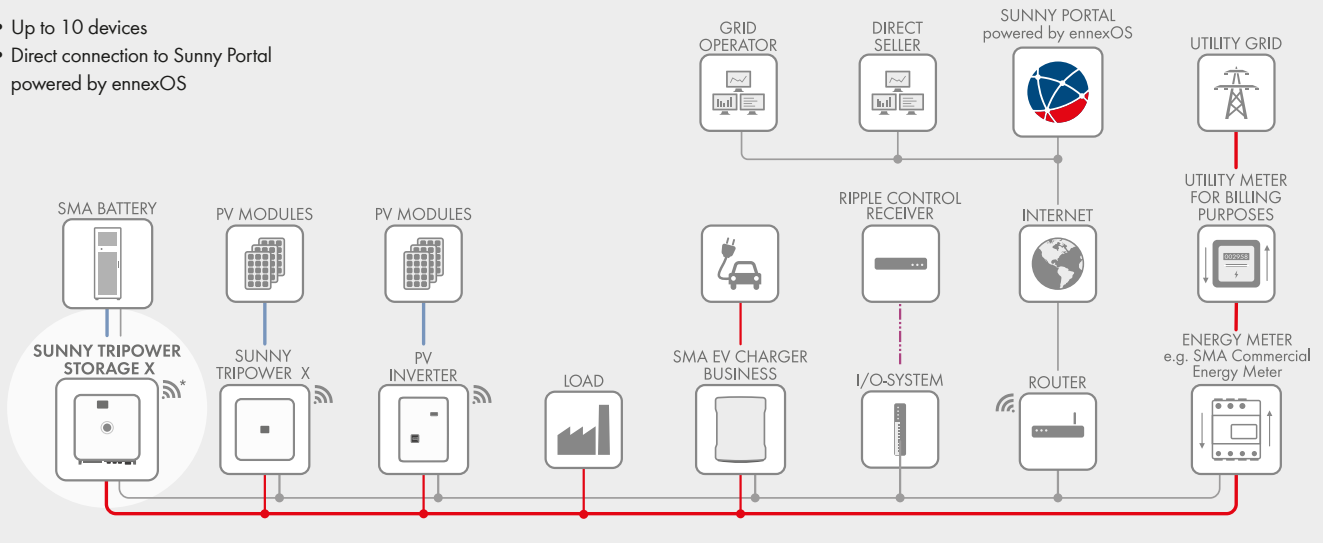 • Up to 10 devices
• Direct connection to Sunny Portal
powered by ennexOS
GRID
OPERATOR
DIRECT
SELLER
SUNNY PORTAL
powered by ennexOS
UTILITY GRID
SMA BATTERY
PV MODULES
PV MODULES
RIPPLE CONTROL
RECEIVER
INTERNET
UTILITY METER
FOR BILLING
PURPOSES
002958
SUNNY TRIPOWER
STORAGE X
*
SUNNY
TRIPOWER X
PV
INVERTER
LOAD
SMA EV CHARGER
BUSINESS
I/O-SYSTEM
ROUTER
ENERGY METER
e.g. SMA Commercial
Energy Meter